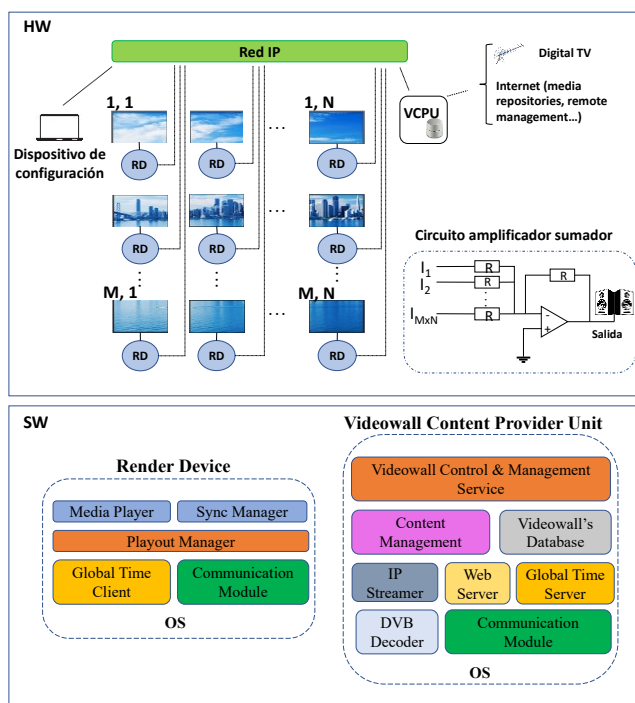 HW
Red IP
Digital TV
Internet (media
repositories, remote
management...)
VCPU
1, 1
1, N
...
Dispositivo de
configuración
RD
RD
RD
...
RD
RD
RD
M, 1
M, N
...
RD
RD
RD
Circuito amplificador sumador
I1
R
R
I2
R
IMxN
R
-
+
Salida
SW
Videowall Content Provider Unit
Render Device
Videowall Control & Management
Service
Media Player
Sync Manager
Content
Management
Videowall's
Database
Playout Manager
Global Time
Client
Communication
Module
IP
Streamer
Web
Server
Global Time
Server
DVB
Decoder
Communication
Module
OS
OS